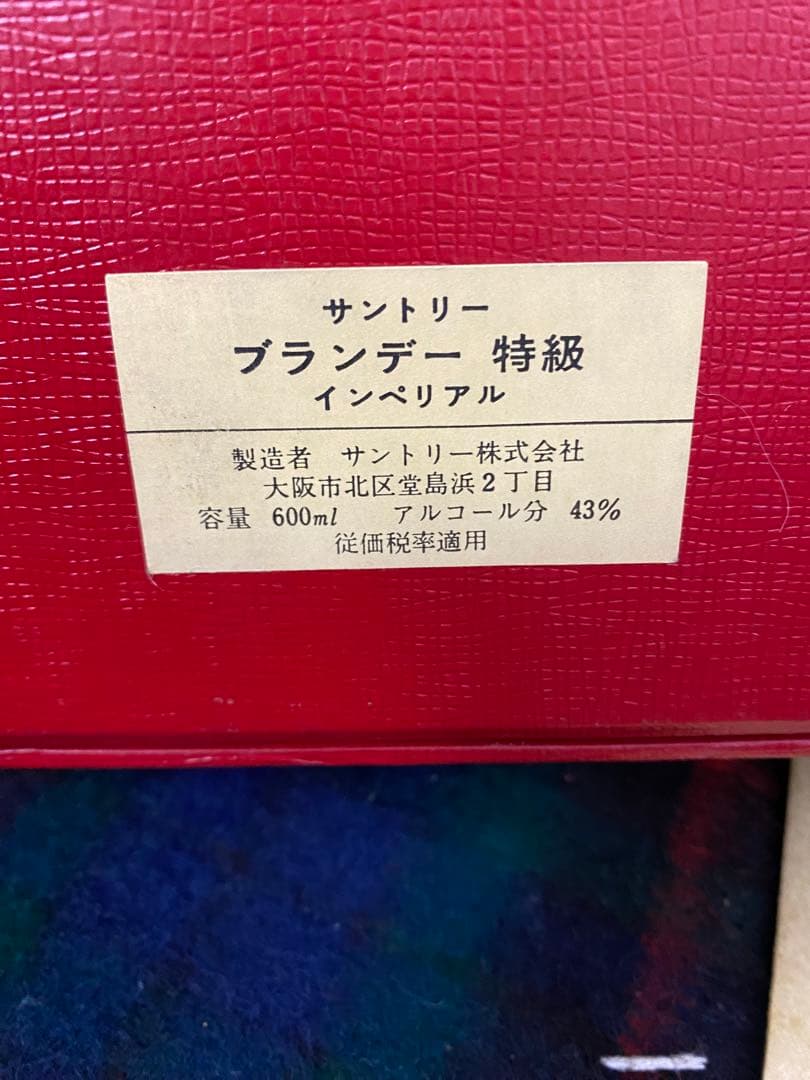 サントリー
ブランデー 特級
インペリアル
製造者 サントリー株式会社
大阪市北区堂島浜2丁目
容量 600ml アルコール分 43%
従価税率適用